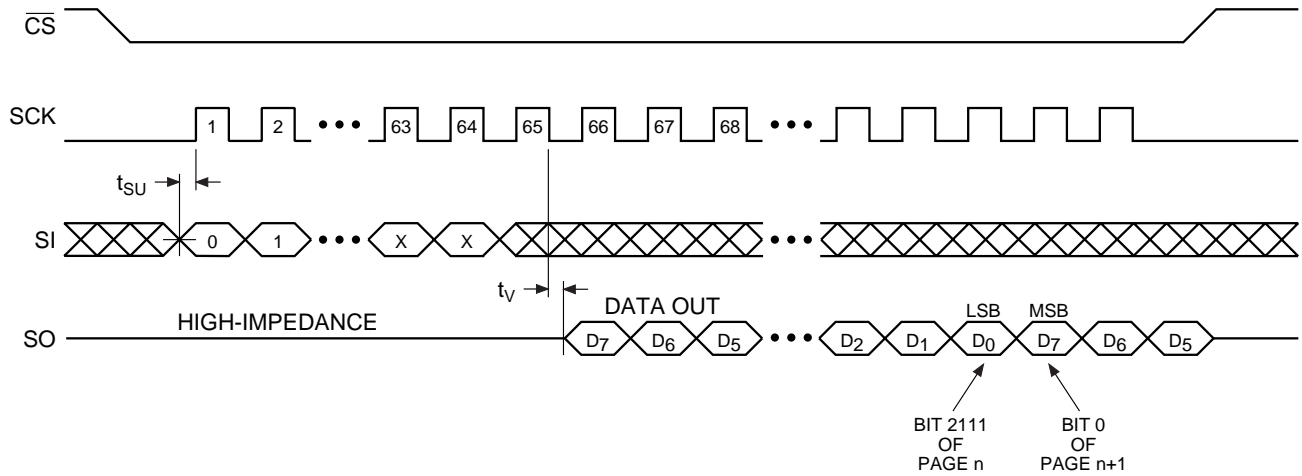 CS
SCK
1 2 63 64 65 66 67 68
tSU
SI
0 1 X X
tV
DATA OUT
HIGH-IMPEDANCE
LSB MSB
SO
D7 D6 D5 D2 D1 D0 D7 D6 D5
BIT 2111
OF
PAGE n
BIT 0
OF
PAGE n+1